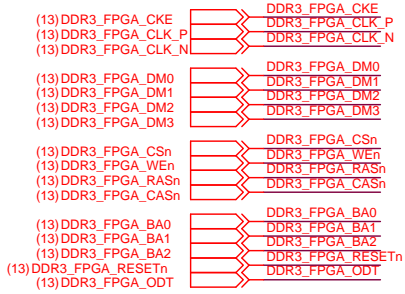 (13) DDR3_FPGA_CKE DDR3_FPGA_CKE
(13) DDR3_FPGA_CLK_P DDR3_FPGA_CLK_P
(13) DDR3_FPGA_CLK_N DDR3_FPGA_CLK_N
(13) DDR3_FPGA_DM0 DDR3_FPGA_DM0
(13) DDR3_FPGA_DM1 DDR3_FPGA_DM1
(13) DDR3_FPGA_DM2 DDR3_FPGA_DM2
(13) DDR3_FPGA_DM3 DDR3_FPGA_DM3
(13) DDR3_FPGA_CSn DDR3_FPGA_CSn
(13) DDR3_FPGA_WEn DDR3_FPGA_WEn
(13) DDR3_FPGA_RASn DDR3_FPGA_RASn
(13) DDR3_FPGA_CASn DDR3_FPGA_CASn
(13) DDR3_FPGA_BA0 DDR3_FPGA_BA0
(13) DDR3_FPGA_BA1 DDR3_FPGA_BA1
(13) DDR3_FPGA_BA2 DDR3_FPGA_BA2
(13) DDR3_FPGA_RESETn DDR3_FPGA_RESETn
(13) DDR3_FPGA_ODT DDR3_FPGA_ODT